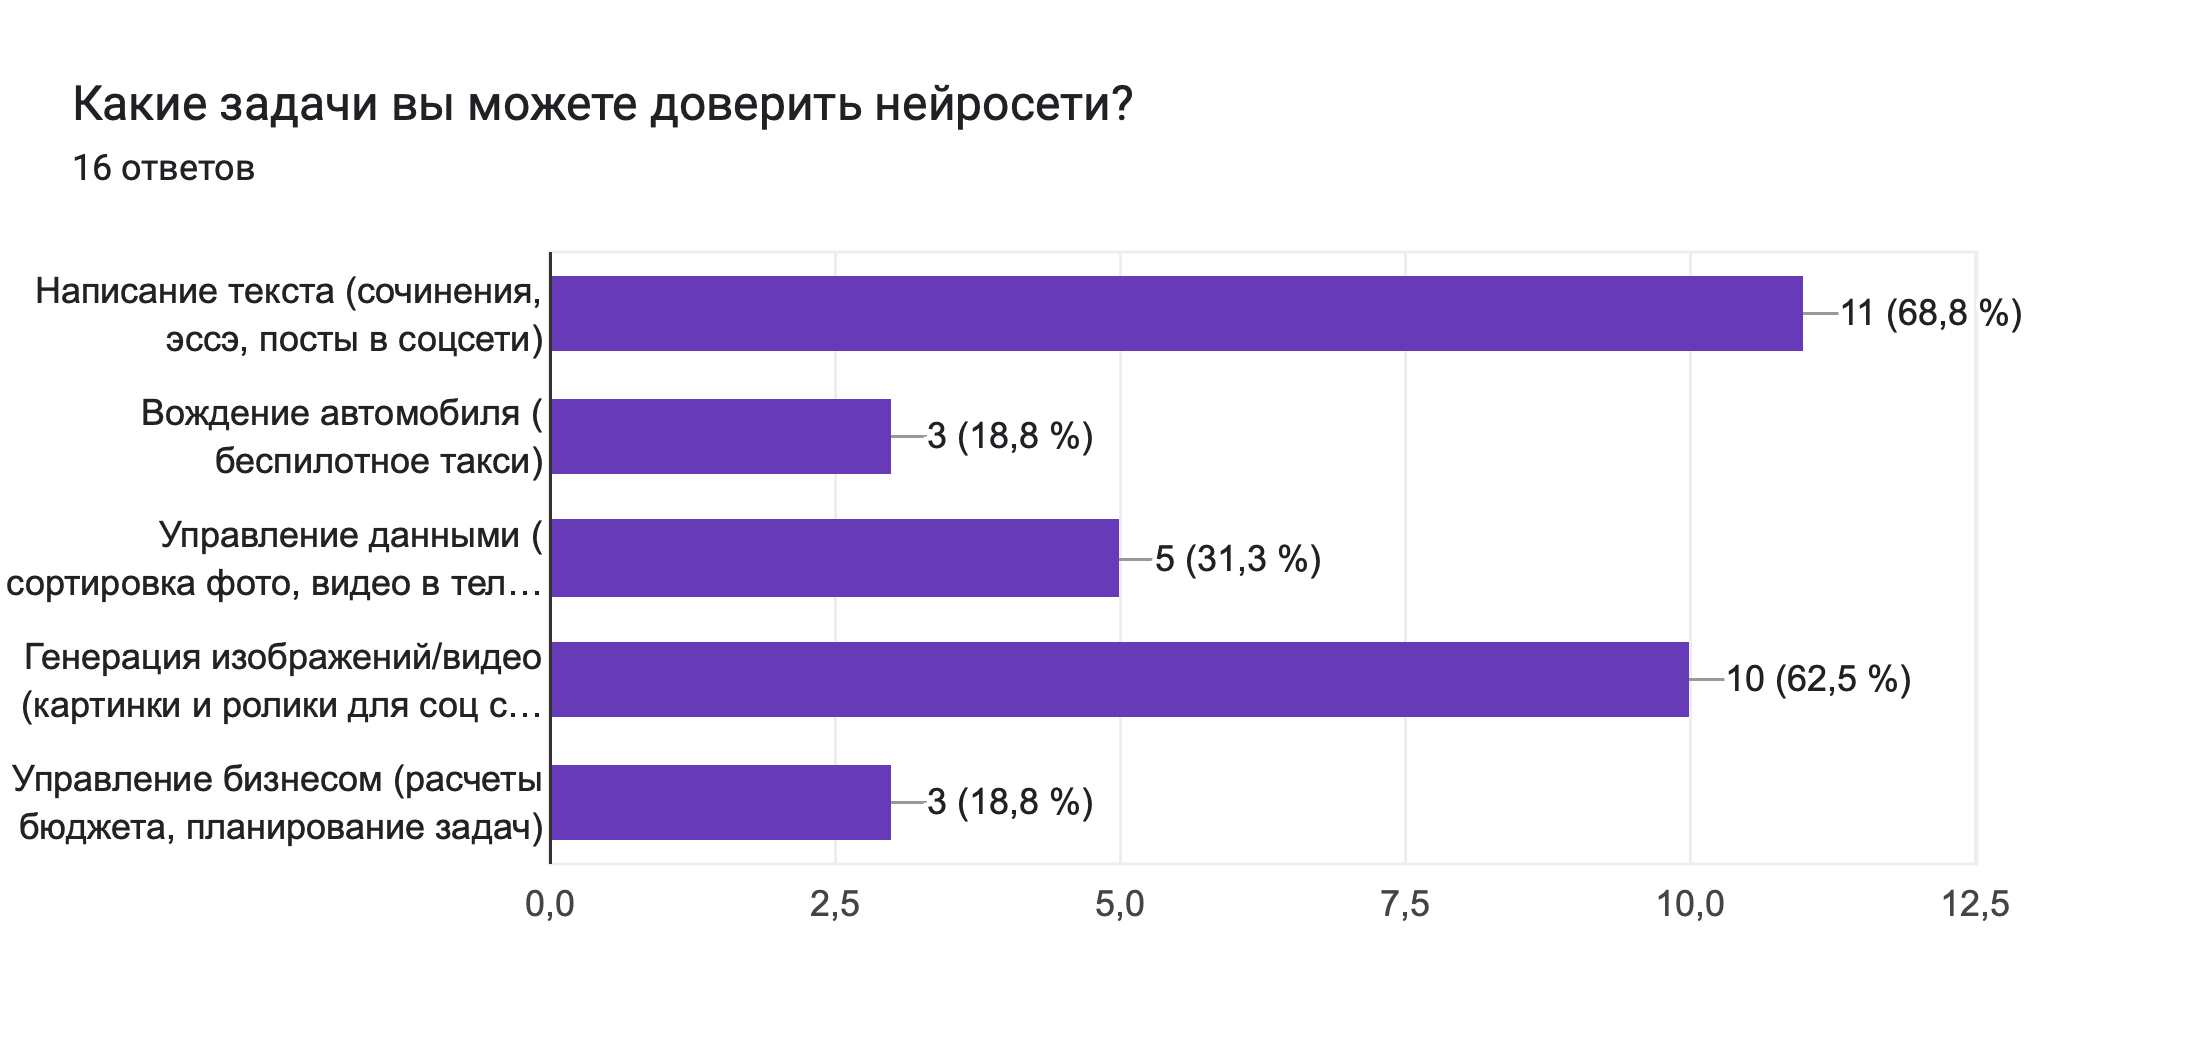 Какие задачи вы можете доверить нейросети?
16 ответов
Написание текста (сочинения,
эссэ, посты в соцсети)
11 (68,8 %)
Вождение автомобиля (
беспилотное такси)
3 (18,8 %)
Управление данными (
сортировка фото, видео в тел…
5 (31,3 %)
Генерация изображений/видео
(картинки и ролики для соц с…
10 (62,5 %)
Управление бизнесом (расчеты
бюджета, планирование задач)
3 (18,8 %)
0,0 2,5 5,0 7,5 10,0 12,5